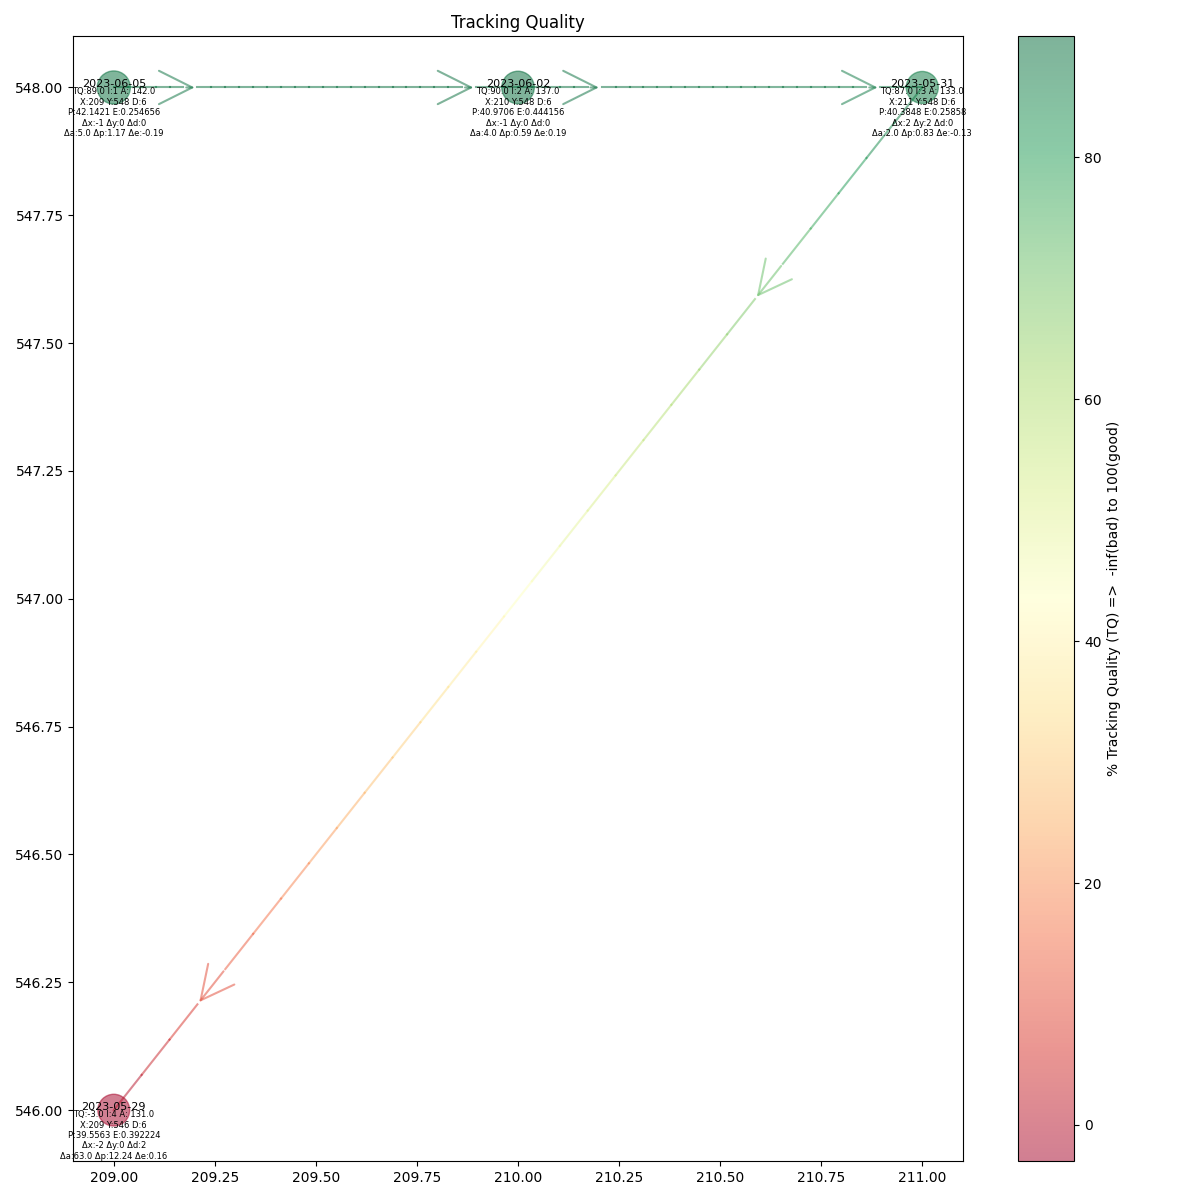 Tracking Quality
548.00
547.75
547.50
547.25
547.00
546.75
546.50
546.25
546.00
2023-06-05
TQ:89.0 I:1 A: 142.0
X:209 Y:548 D:6
P:42.1421 E:0.254656
Δx:-1 Δy:0 Δd:0
Δa:5.0 Δp:1.17 Δe:-0.19
2023-06-02
TQ:90.0 I:2 A: 137.0
X:210 Y:548 D:6
P:40.9706 E:0.444156
Δx:-1 Δy:0 Δd:0
Δa:4.0 Δp:0.59 Δe:0.19
2023-05-31
TQ:87.0 I:3 A: 133.0
X:211 Y:548 D:6
P:40.3848 E:0.25858
Δx:2 Δy:2 Δd:0
Δa:2.0 Δp:0.83 Δe:-0.13
2023-05-29
TQ:-3.0 I:4 A: 131.0
X:209 Y:546 D:6
P:39.5563 E:0.392224
Δx:-2 Δy:0 Δd:2
Δa:63.0 Δp:12.24 Δe:0.16
209.00 209.25 209.50 209.75 210.00 210.25 210.50 210.75 211.00
80
60
40
20
0
% Tracking Quality (TQ) => -inf(bad) to 100(good)